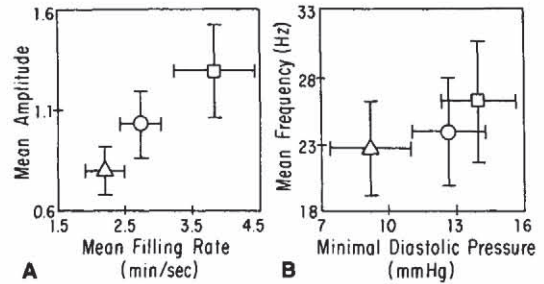 1.6
1.1
0.6
Mean Amplitude
1.5 2.5 3.5 4.5
Mean Filling Rate
(min/sec)
A
33
28
23
18
Mean Frequency (Hz)
7 10 13 16
Minimal Diastolic Pressure
(mmHg)
B